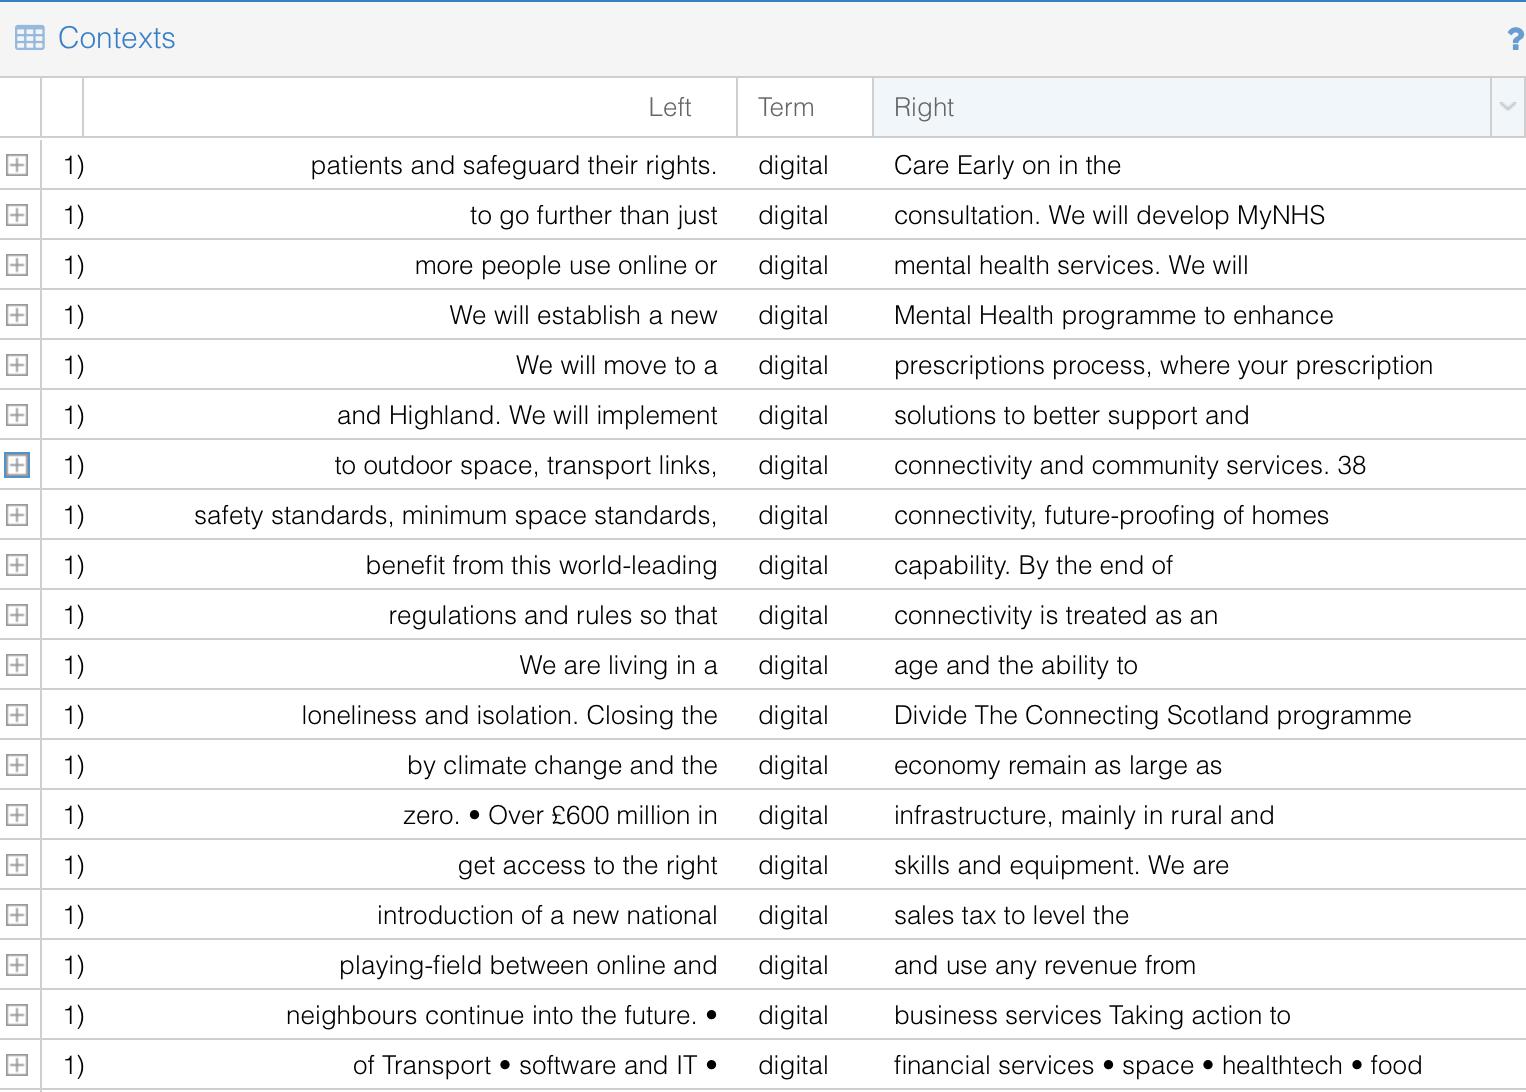 Contexts ?
Left Term Right
1) patients and safeguard their rights. digital Care Early on in the
1) to go further than just digital consultation. We will develop MyNHS
1) more people use online or digital mental health services. We will
1) We will establish a new digital Mental Health programme to enhance
1) We will move to a digital prescriptions process, where your prescription
1) and Highland. We will implement digital solutions to better support and
1) to outdoor space, transport links, digital connectivity and community services. 38
1) safety standards, minimum space standards, digital connectivity, future-proofing of homes
1) benefit from this world-leading digital capability. By the end of
1) regulations and rules so that digital connectivity is treated as an
1) We are living in a digital age and the ability to
1) loneliness and isolation. Closing the digital Divide The Connecting Scotland programme
1) by climate change and the digital economy remain as large as
1) zero. • Over £600 million in digital infrastructure, mainly in rural and
1) get access to the right digital skills and equipment. We are
1) introduction of a new national digital sales tax to level the
1) playing-field between online and digital and use any revenue from
1) neighbours continue into the future. • digital business services Taking action to
1) of Transport • software and IT • digital financial services • space • healthtech • food